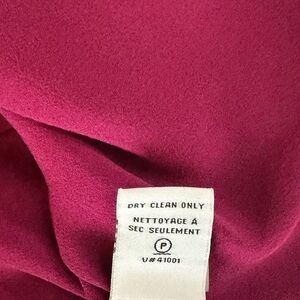 DRY CLEAN ONLY
NETTOYAGE À
SEC SEULEMENT
P
V#41001